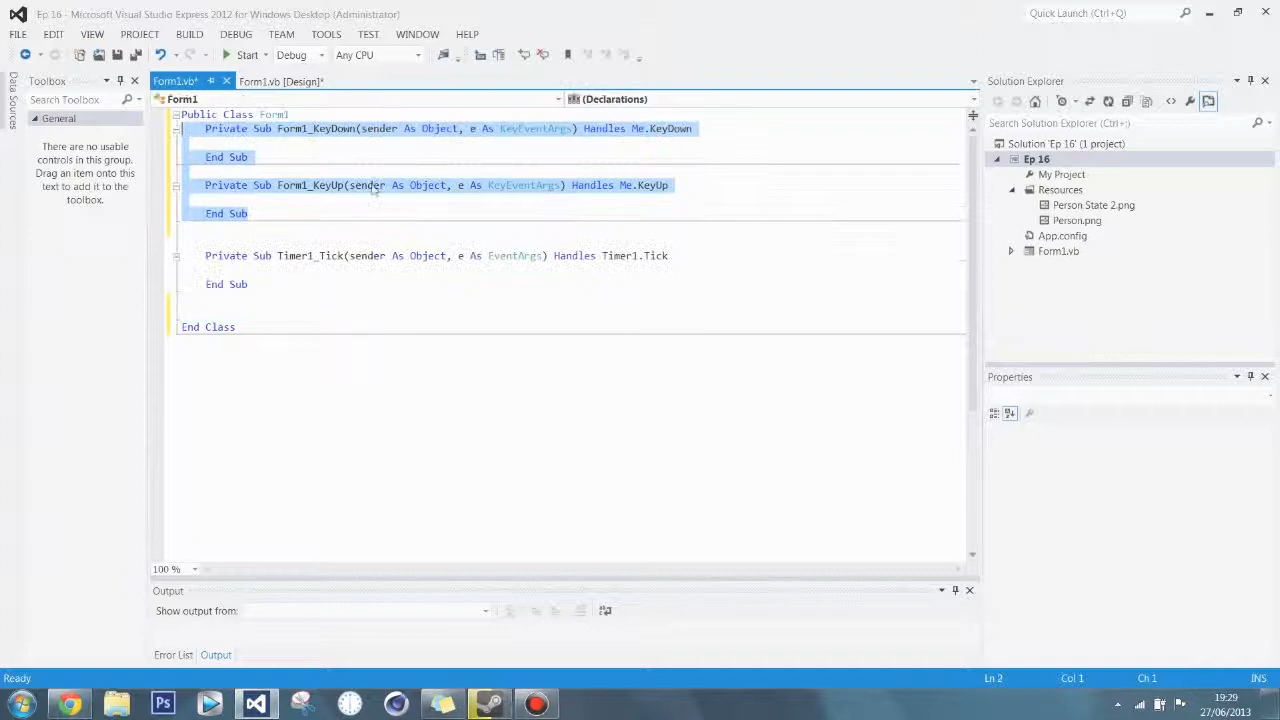 Ep 16 - Microsoft Visual Studio Express 2012 for Windows Desktop (Administrator)
Quick Launch (Ctrl+Q)
FILE EDIT VIEW PROJECT BUILD DEBUG TEAM TOOLS TEST WINDOW HELP
Start Debug Any CPU
Data Sources
Toolbox
Search Toolbox
General
There are no usable
controls in this group.
Drag an item onto this
text to add it to the
toolbox.
Form1.vb* Form1.vb [Design]*
Form1 (Declarations)
Public Class Form1
Private Sub Form1_KeyDown(sender As Object, e As KeyEventArgs) Handles Me.KeyDown
End Sub
Private Sub Form1_KeyUp(sender As Object, e As KeyEventArgs) Handles Me.KeyUp
End Sub
Private Sub Timer1_Tick(sender As Object, e As EventArgs) Handles Timer1.Tick
End Sub
End Class
100 %
Output
Show output from:
Error List Output
Solution Explorer
Search Solution Explorer (Ctrl+;)
Solution 'Ep 16' (1 project)
Ep 16
My Project
Resources
Person State 2.png
Person.png
App.config
Form1.vb
Properties
Ready Ln 2 Col 1 Ch 1 INS
Ps
19:29
27/06/2013